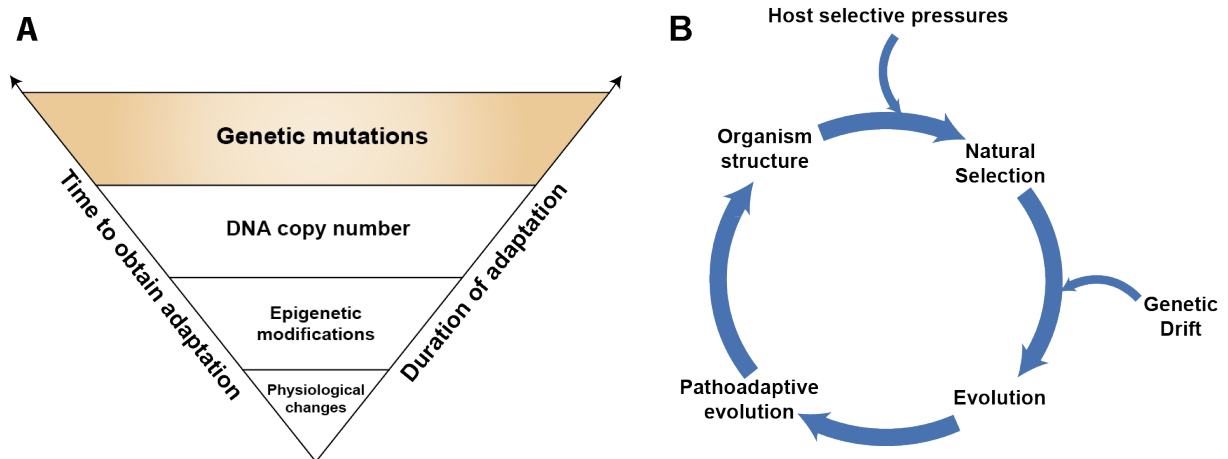 A
Genetic mutations
DNA copy number
Epigenetic
modifications
Physiological
changes
Time to obtain adaptation
Duration of adaptation
B
Host selective pressures
Organism
structure
Natural
Selection
Genetic
Drift
Evolution
Pathoadaptive
evolution